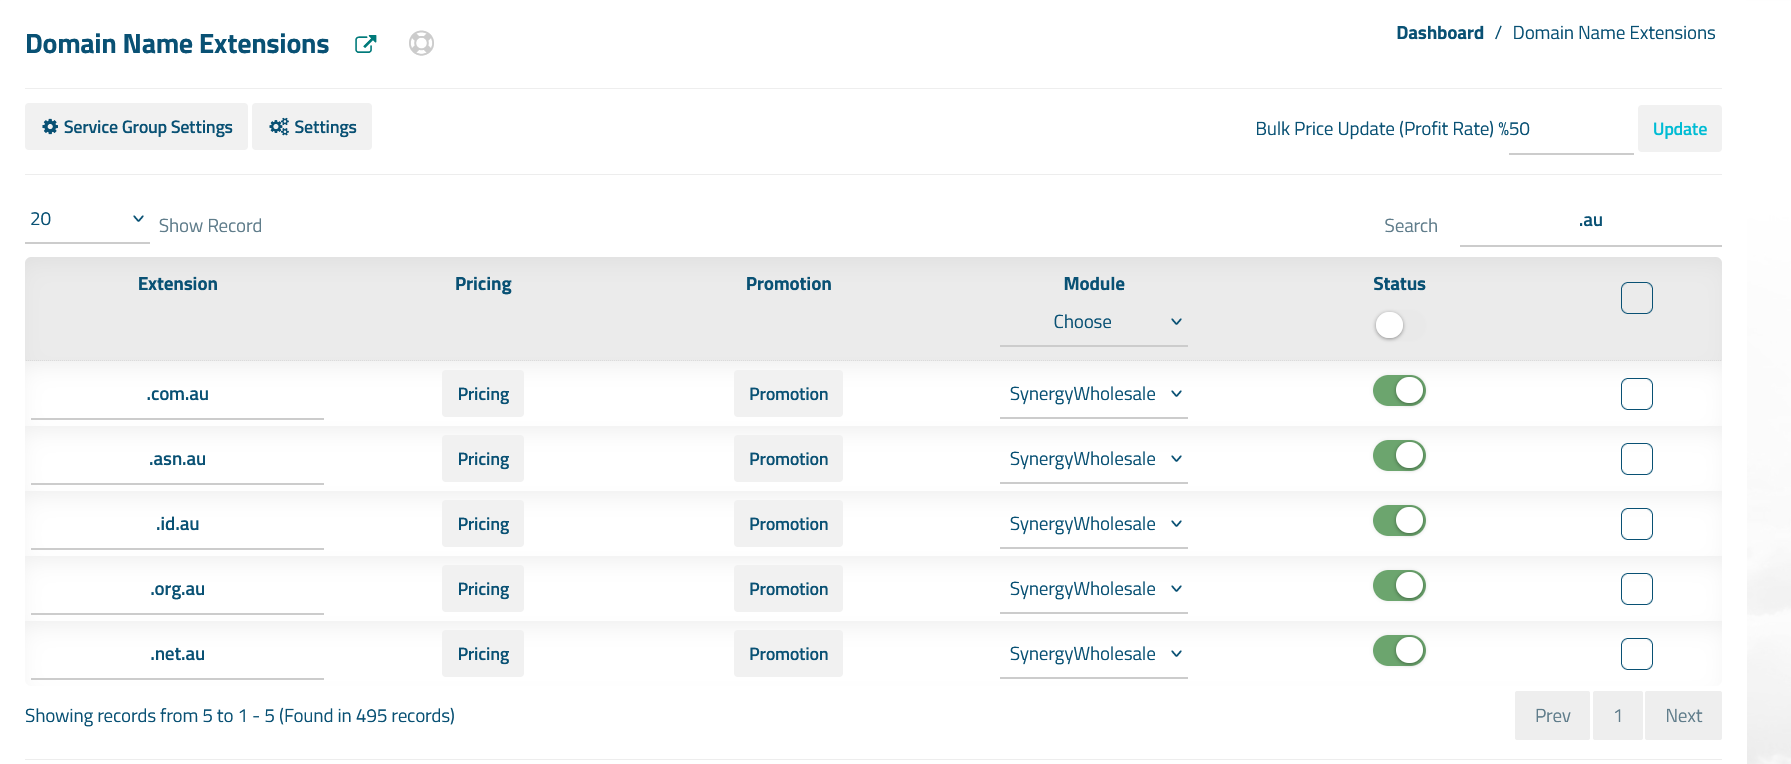 Domain Name Extensions
Dashboard / Domain Name Extensions
Service Group Settings
Settings
Bulk Price Update (Profit Rate) %50
Update
20
Show Record
Search
.au
Extension Pricing Promotion Module Status
Choose
.com.au Pricing Promotion SynergyWholesale
.asn.au Pricing Promotion SynergyWholesale
.id.au Pricing Promotion SynergyWholesale
.org.au Pricing Promotion SynergyWholesale
.net.au Pricing Promotion SynergyWholesale
Showing records from 5 to 1 - 5 (Found in 495 records)
Prev 1 Next